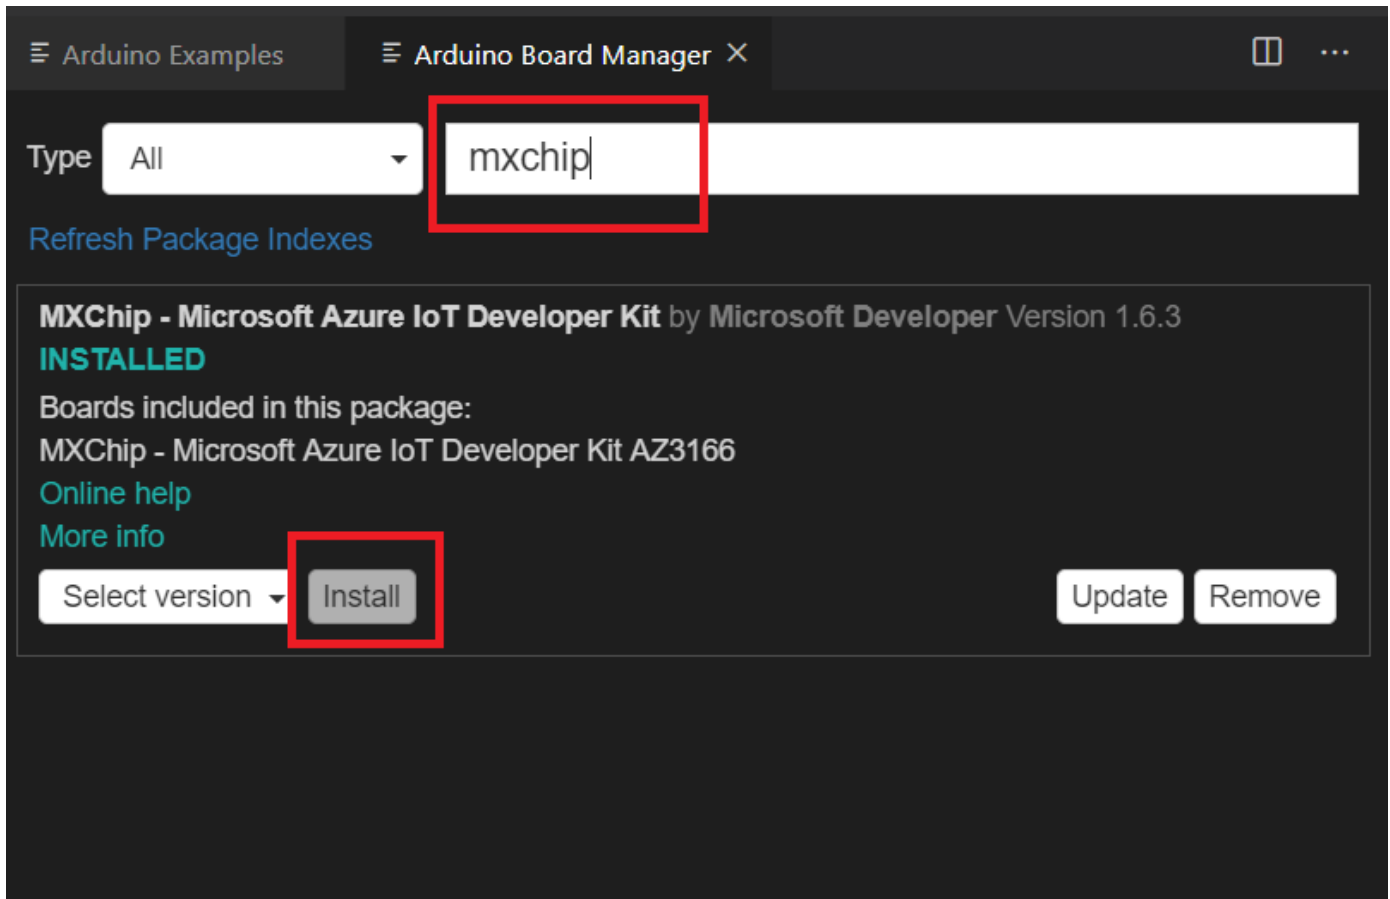 Arduino Examples
Arduino Board Manager
Type All mxchip
Refresh Package Indexes
MXChip - Microsoft Azure IoT Developer Kit by Microsoft Developer Version 1.6.3
INSTALLED
Boards included in this package:
MXChip - Microsoft Azure IoT Developer Kit AZ3166
Online help
More info
Select version Install Update Remove